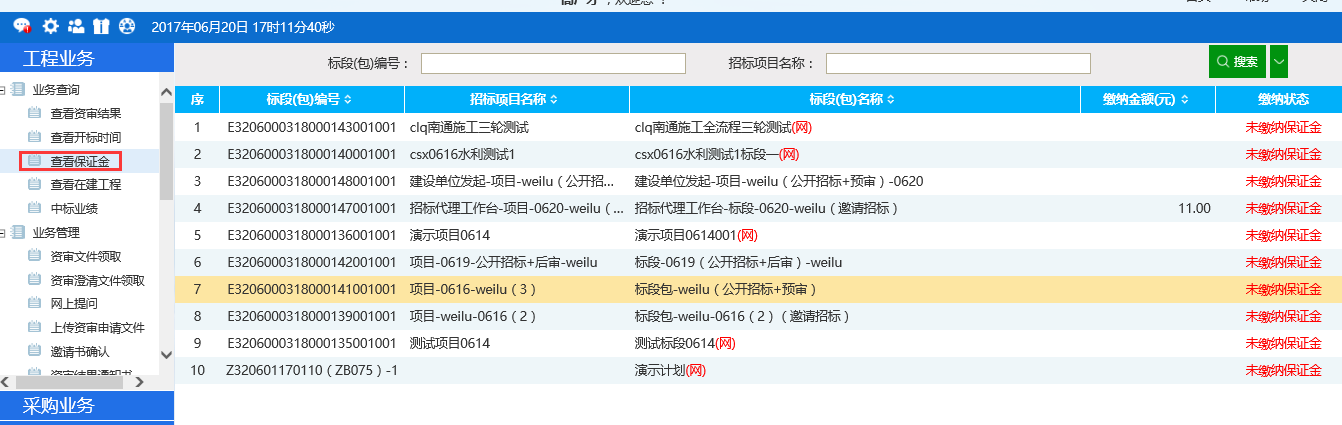 2017年06月20日 17时11分40秒
工程业务
业务查询
查看资审结果
查看开标时间
查看保证金
查看在建工程
中标业绩
业务管理
资审文件领取
资审澄清文件领取
网上提问
上传资审申请文件
邀请书确认
资审结果通知书
采购业务
标段(包)编号： 招标项目名称： 搜索
序 标段(包)编号 招标项目名称 标段(包)名称 缴纳金额(元) 缴纳状态
1 E3206000318000143001001 clq南通施工三轮测试 clq南通施工全流程三轮测试(网) 未缴纳保证金
2 E3206000318000140001001 csx0616水利测试1 csx0616水利测试1标段一(网) 未缴纳保证金
3 E3206000318000148001001 建设单位发起-项目-weilu（公开招... 建设单位发起-项目-weilu（公开招标+预审）-0620 未缴纳保证金
4 E3206000318000147001001 招标代理工作台-项目-0620-weilu（... 招标代理工作台-标段-0620-weilu（邀请招标） 11.00 未缴纳保证金
5 E3206000318000136001001 演示项目0614 演示项目0614001(网) 未缴纳保证金
6 E3206000318000142001001 项目-0619-公开招标+后审-weilu 标段-0619（公开招标+后审）-weilu 未缴纳保证金
7 E3206000318000141001001 项目-0616-weilu（3） 标段包-weilu（公开招标+预审） 未缴纳保证金
8 E3206000318000139001001 项目-weilu-0616（2） 标段包-weilu-0616（2）（邀请招标） 未缴纳保证金
9 E3206000318000135001001 测试项目0614 测试标段0614(网) 未缴纳保证金
10 Z320601170110（ZB075）-1 演示计划(网) 未缴纳保证金